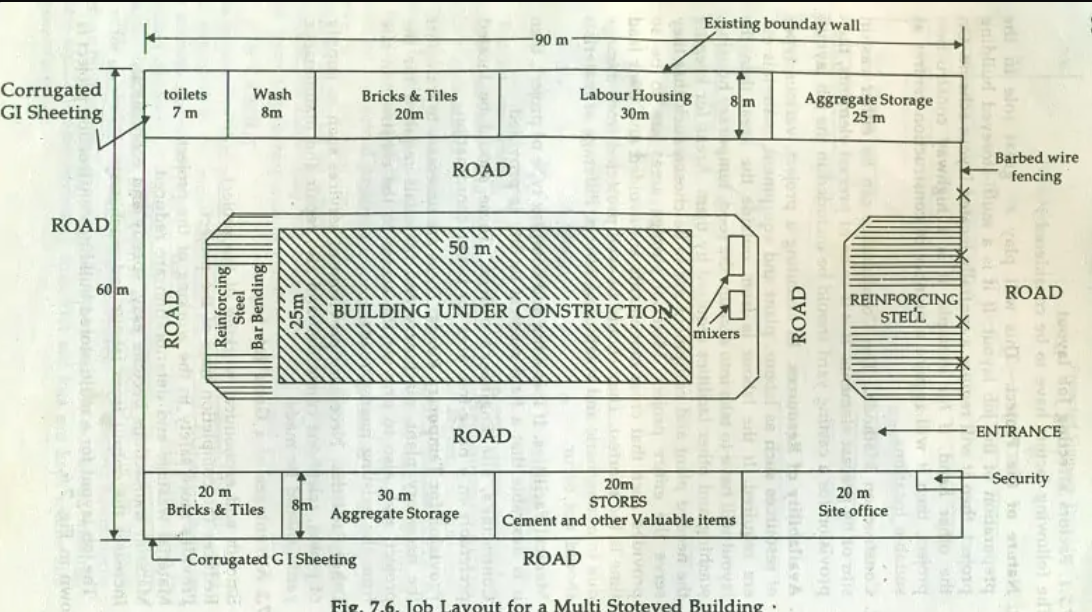 Existing bounday wall
90 m
Corrugated
GI Sheeting
toilets
7 m
Wash
8m
Bricks & Tiles
20m
Labour Housing
30m
8 m
Aggregate Storage
25 m
ROAD
Barbed wire
fencing
ROAD
60 m
ROAD
Reinforcing
Steel
Bar Bending
50 m
25m
BUILDING UNDER CONSTRUCTION
mixers
ROAD
REINFORCING
STELL
ROAD
ROAD
ENTRANCE
20 m
Bricks & Tiles
8m
30 m
Aggregate Storage
20m
STORES
Cement and other Valuable items
20 m
Site office
Security
Corrugated G I Sheeting
ROAD
Fig. 7.6. Job Layout for a Multi Stoteyed Building